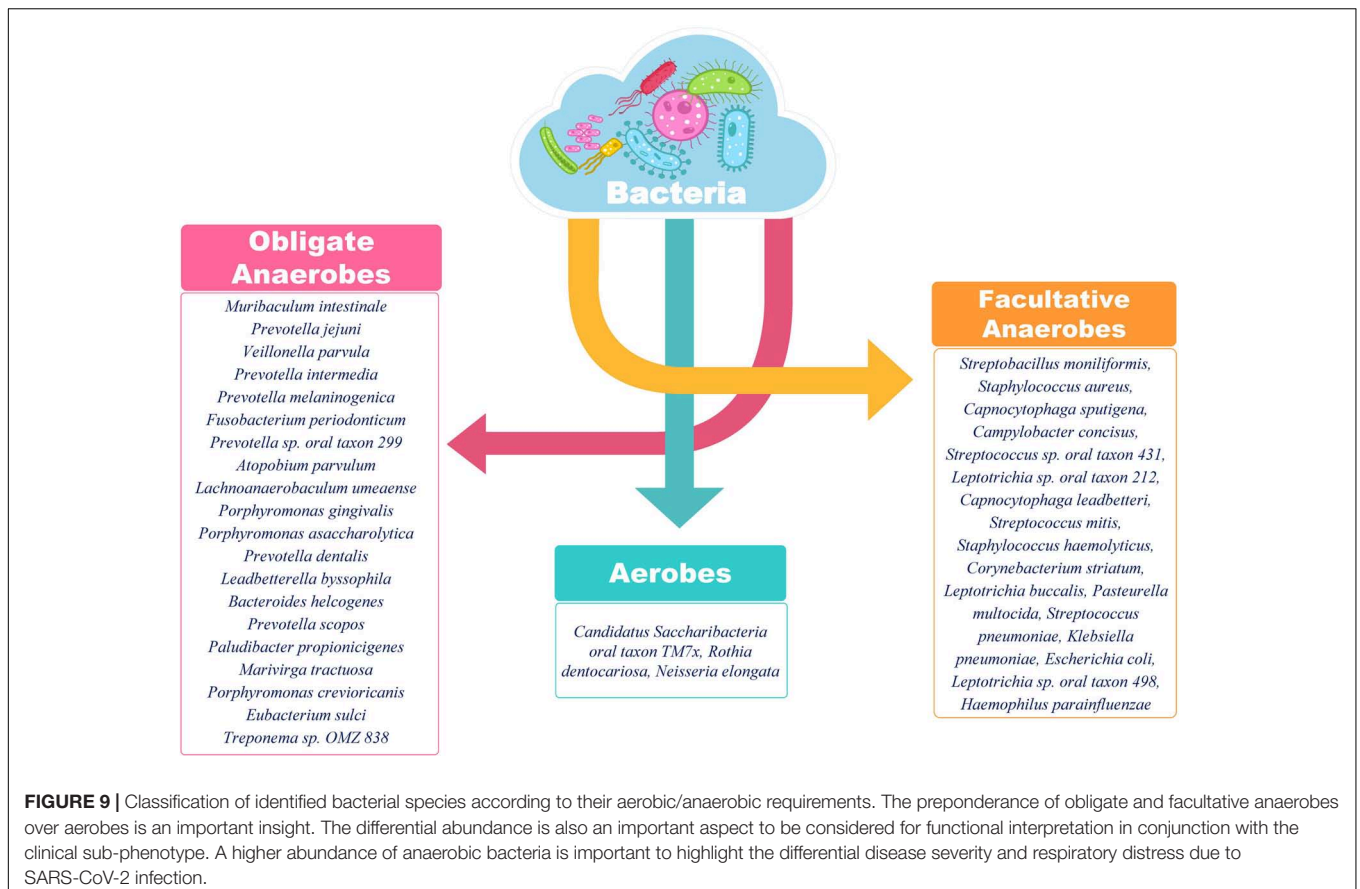 Bacteria
Obligate
Anaerobes
Muribaculum intestinale
Prevotella jejuni
Veillonella parvula
Prevotella intermedia
Prevotella melaninogenica
Fusobacterium periodonticum
Prevotella sp. oral taxon 299
Atopobium parvulum
Lachnoanaerobaculum umeaense
Porphyromonas gingivalis
Porphyromonas asaccharolytica
Prevotella dentalis
Leadbetterella byssophila
Bacteroides helcogenes
Prevotella scopos
Paludibacter propionicigenes
Marivirga tractuosa
Porphyromonas crevioricanis
Eubacterium sulci
Treponema sp. OMZ 838
Aerobes
Candidatus Saccharibacteria
oral taxon TM7x, Rothia
dentocariosa, Neisseria elongata
Facultative
Anaerobes
Streptobacillus moniliformis,
Staphylococcus aureus,
Capnocytophaga sputigena,
Campylobacter concisus,
Streptococcus sp. oral taxon 431,
Leptotrichia sp. oral taxon 212,
Capnocytophaga leadbetteri,
Streptococcus mitis,
Staphylococcus haemolyticus,
Corynebacterium striatum,
Leptotrichia buccalis, Pasteurella
multocida, Streptococcus
pneumoniae, Klebsiella
pneumoniae, Escherichia coli,
Leptotrichia sp. oral taxon 498,
Haemophilus parainfluenzae
FIGURE 9 | Classification of identified bacterial species according to their aerobic/anaerobic requirements. The preponderance of obligate and facultative anaerobes
over aerobes is an important insight. The differential abundance is also an important aspect to be considered for functional interpretation in conjunction with the
clinical sub-phenotype. A higher abundance of anaerobic bacteria is important to highlight the differential disease severity and respiratory distress due to
SARS-CoV-2 infection.